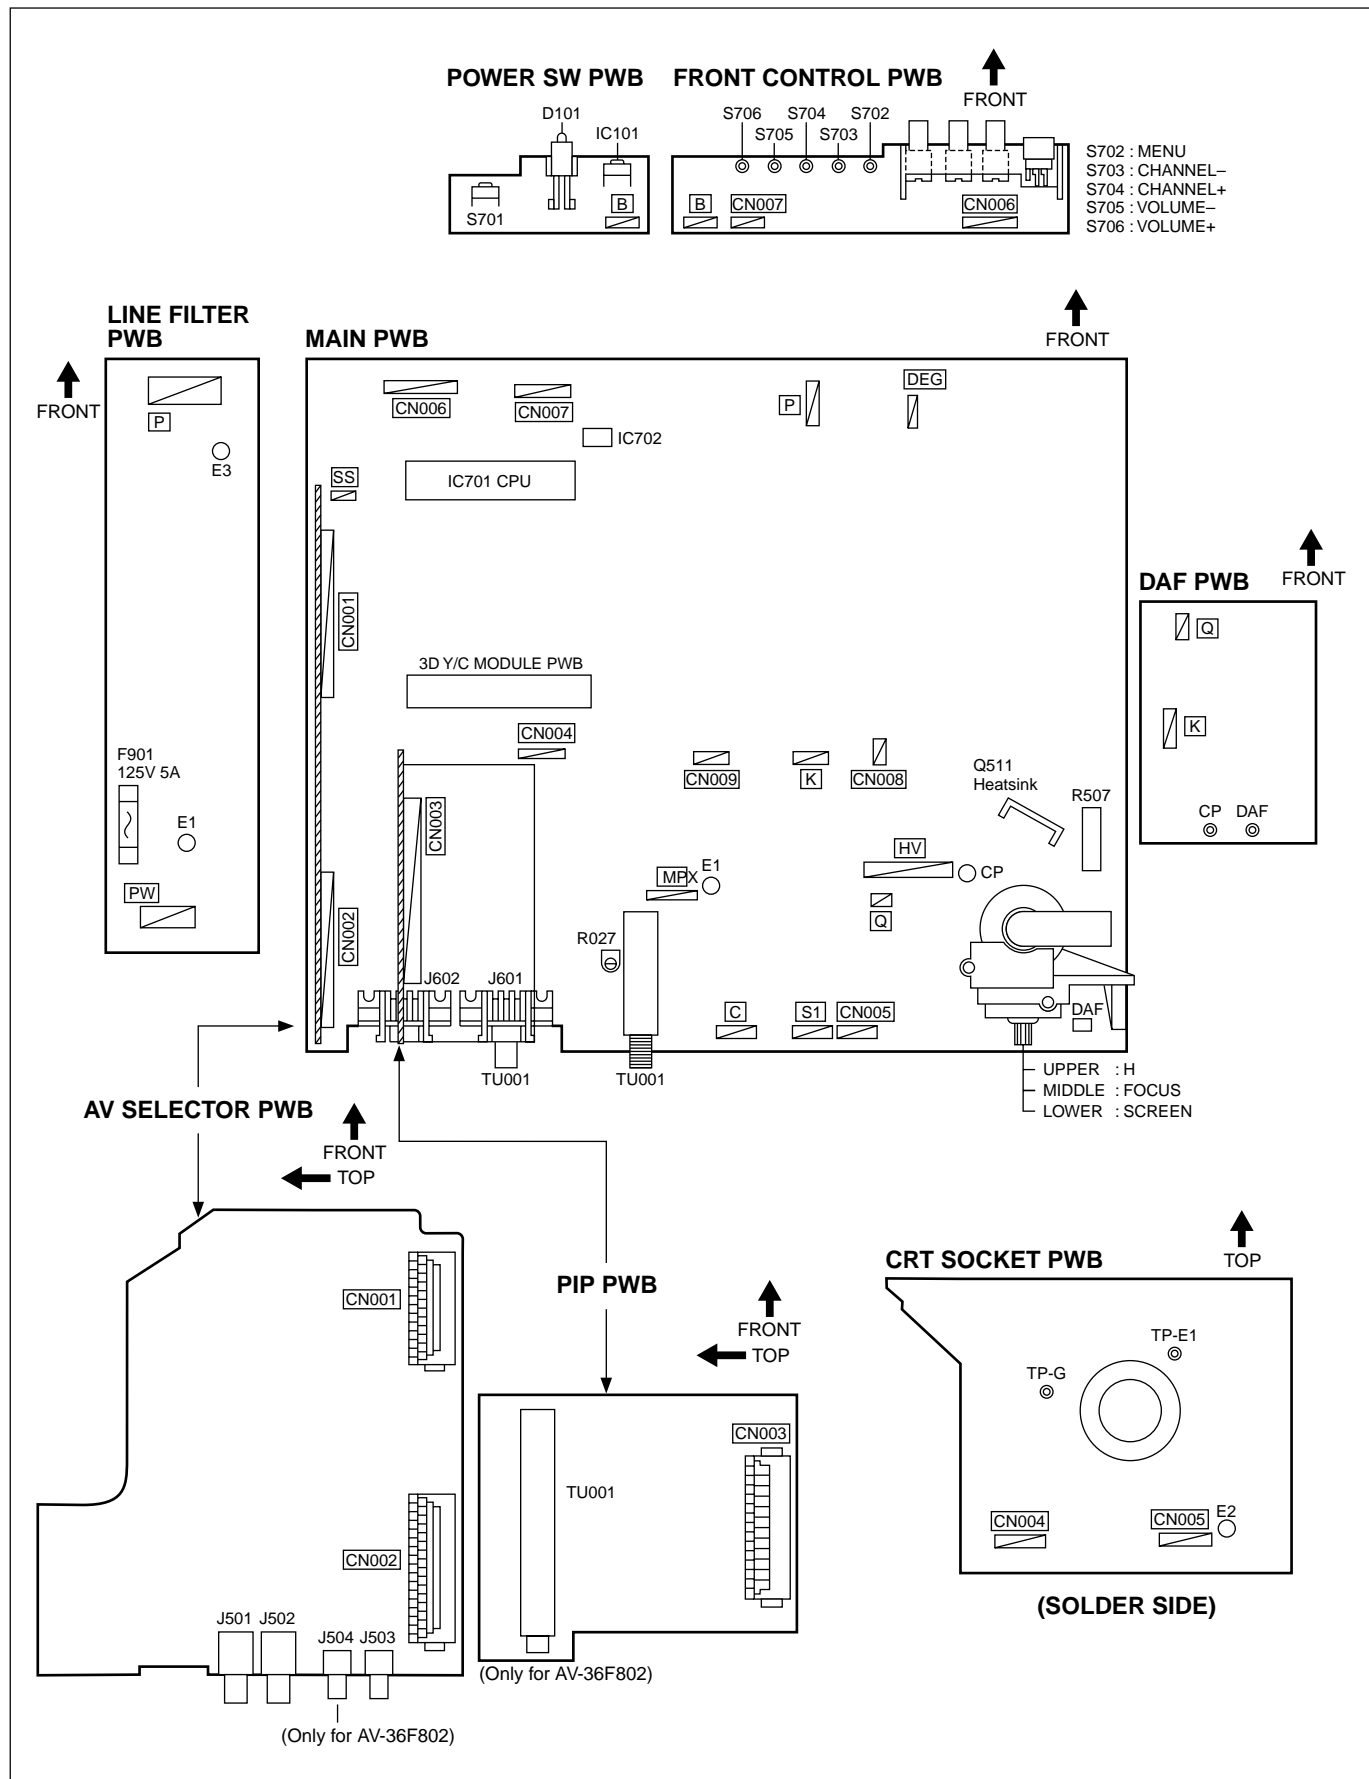 POWER SW PWB
FRONT CONTROL PWB
FRONT
D101
IC101
S701
B
S706
S704
S702
S705
S703
B
CN007
CN006
S702 : MENU
S703 : CHANNEL–
S704 : CHANNEL+
S705 : VOLUME–
S706 : VOLUME+
LINE FILTER
PWB
FRONT
P
E3
F901
125V 5A
E1
PW
MAIN PWB
FRONT
CN006
CN007
P
DEG
IC702
SS
IC701 CPU
CN001
3D Y/C MODULE PWB
CN004
CN003
CN009
K
CN008
Q511
Heatsink
R507
HV
CP
MPX
E1
Q
CN002
R027
J602
J601
C
S1
CN005
DAF
TU001
TU001
UPPER : H
MIDDLE : FOCUS
LOWER : SCREEN
DAF PWB
FRONT
Q
K
CP
DAF
AV SELECTOR PWB
FRONT
TOP
CN001
CN002
J501
J502
J504
J503
(Only for AV-36F802)
PIP PWB
FRONT
TOP
CN003
TU001
(Only for AV-36F802)
CRT SOCKET PWB
TOP
TP-E1
TP-G
CN004
CN005
E2
(SOLDER SIDE)